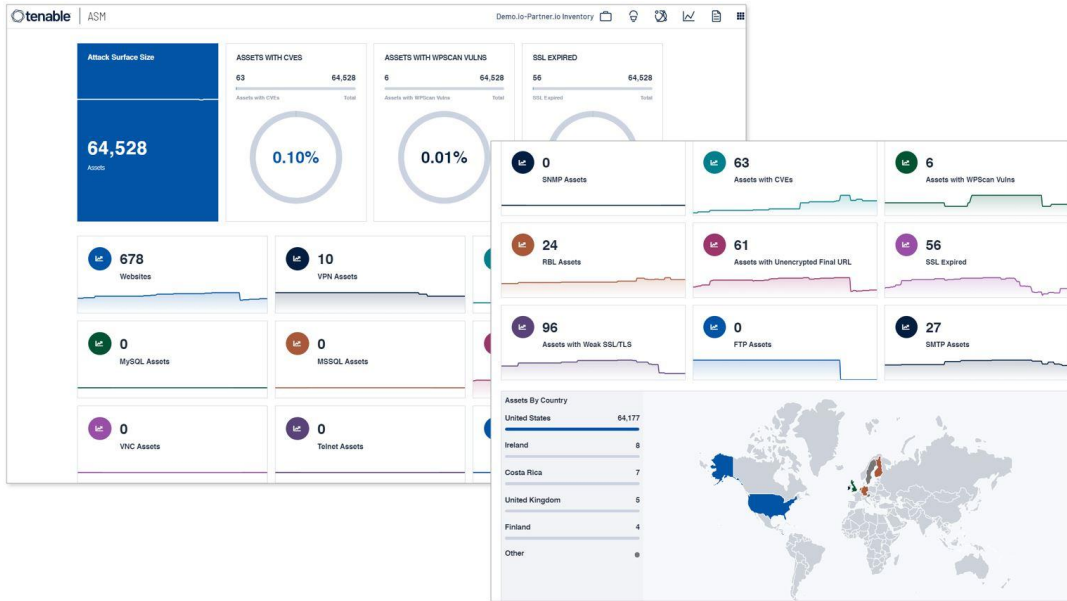 tenable
ASM
Demo.io-Partner.io Inventory
Attack Surface Size
64,528
Assets
ASSETS WITH CVES
63 64,528
Assets with CVEs Total
0.10%
ASSETS WITH WPSCAN VULNS
6 64,528
Assets with WPScan Vulns Total
0.01%
SSL EXPIRED
56 64,528
SSL Expired Total
678
Websites
10
VPN Assets
0
MySQL Assets
0
MSSQL Assets
0
VNC Assets
0
Telnet Assets
0
SNMP Assets
63
Assets with CVEs
6
Assets with WPScan Vulns
24
RBL Assets
61
Assets with Unencrypted Final URL
56
SSL Expired
96
Assets with Weak SSL/TLS
0
FTP Assets
27
SMTP Assets
Assets By Country
United States 64,177
Ireland 8
Costa Rica 7
United Kingdom 5
Finland 4
Other